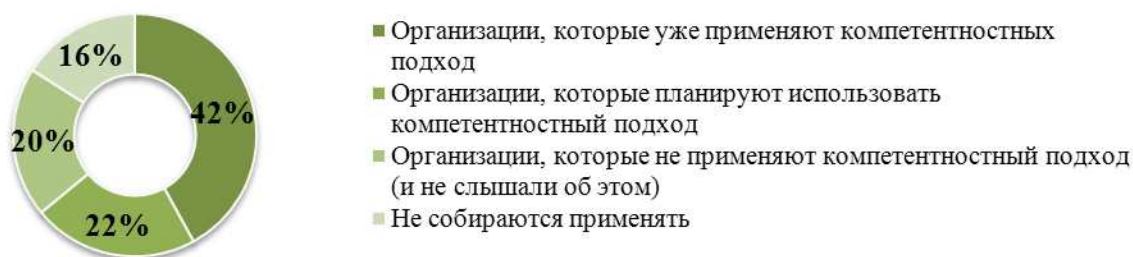 16%
42%
20%
22%
Организации, которые уже применяют компетентностных
подход
Организации, которые планируют использовать
компетентностный подход
Организации, которые не применяют компетентностный подход
(и не слышали об этом)
Не собираются применять